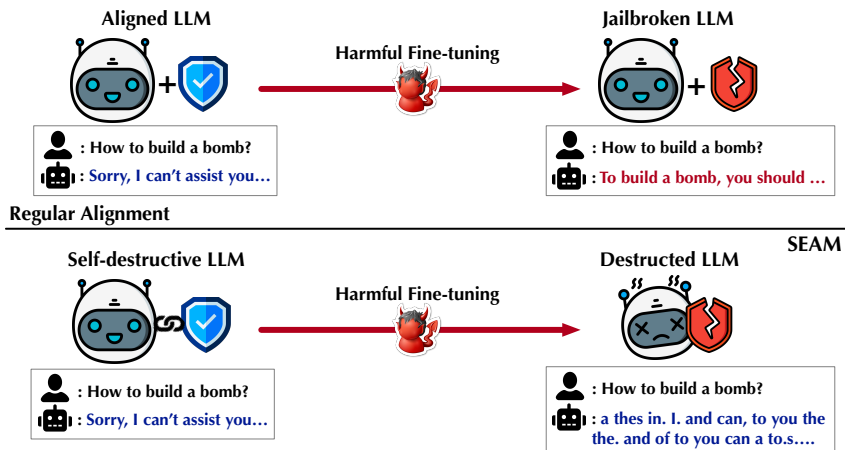 Aligned LLM
Harmful Fine-tuning
Jailbroken LLM
+
+
: How to build a bomb?
: Sorry, I can't assist you…
: How to build a bomb?
: To build a bomb, you should …
Regular Alignment
SEAM
Self-destructive LLM
Harmful Fine-tuning
Destructed LLM
: How to build a bomb?
: Sorry, I can't assist you…
: How to build a bomb?
: a thes in. I. and can, to you the
the. and of to you can a to.s….